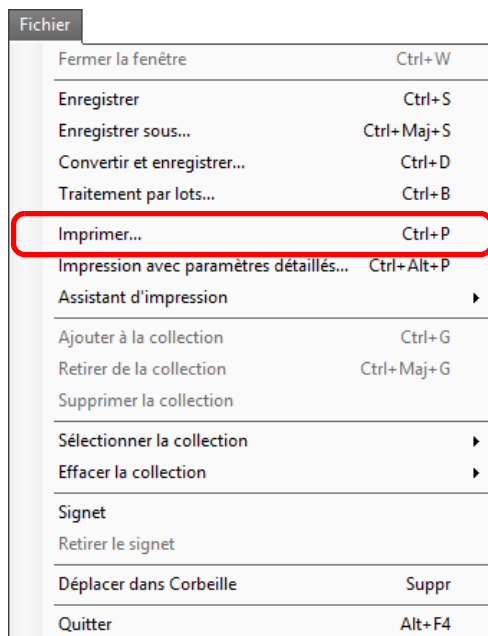 Fichier
Fermer la fenêtre Ctrl+W
Enregistrer Ctrl+S
Enregistrer sous... Ctrl+Maj+S
Convertir et enregistrer... Ctrl+D
Traitement par lots... Ctrl+B
Imprimer... Ctrl+P
Impression avec paramètres détaillés... Ctrl+Alt+P
Assistant d'impression
Ajouter à la collection Ctrl+G
Retirer de la collection Ctrl+Maj+G
Supprimer la collection
Sélectionner la collection
Effacer la collection
Signet
Retirer le signet
Déplacer dans Corbeille Suppr
Quitter Alt+F4